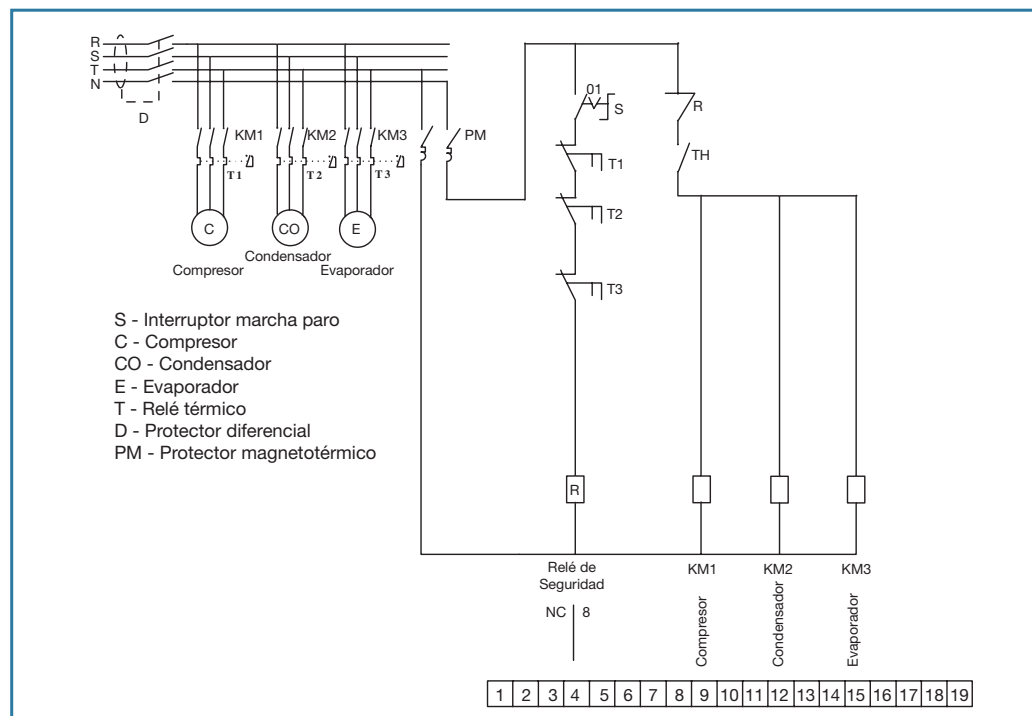 R
S
T
N
D
KM1
KM2
KM3
PM
T1
T2
T3
C
CO
E
Compresor
Condensador
Evaporador
01
S
T1
T2
T3
R
TH
S - Interruptor marcha paro
C - Compresor
CO - Condensador
E - Evaporador
T - Relé térmico
D - Protector diferencial
PM - Protector magnetotérmico
R
Relé de
Seguridad
KM1
KM2
KM3
Compresor
Condensador
Evaporador
NC 8
1 2 3 4 5 6 7 8 9 10 11 12 13 14 15 16 17 18 19